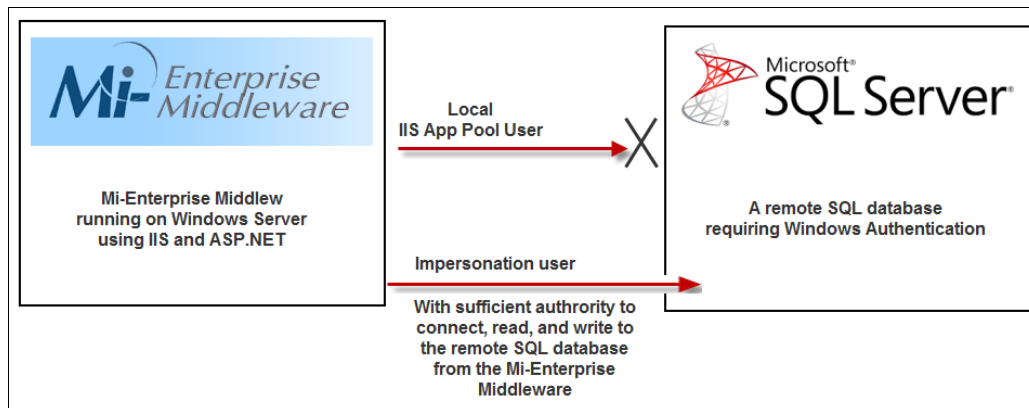 Mi-Enterprise
Middleware
Mi-Enterprise Middlew
running on Windows Server
using IIS and ASP.NET
Local
IIS App Pool User
X
Impersonation user
With sufficient authrority to
connect, read, and write to
the remote SQL database
from the Mi-Enterprise
Middleware
Microsoft®
SQL Server®
A remote SQL database
requiring Windows Authentication